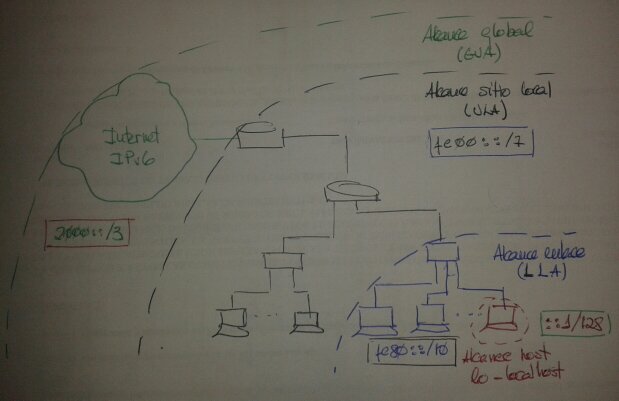 Alcance global
(GUA)
Alcance sitio local
(ULA)
fe00::/7
Internet
IPv6
2000::/3
Alcance enlace
(LLA)
fe80::/10
::1/128
Alcance host
lo-localhost